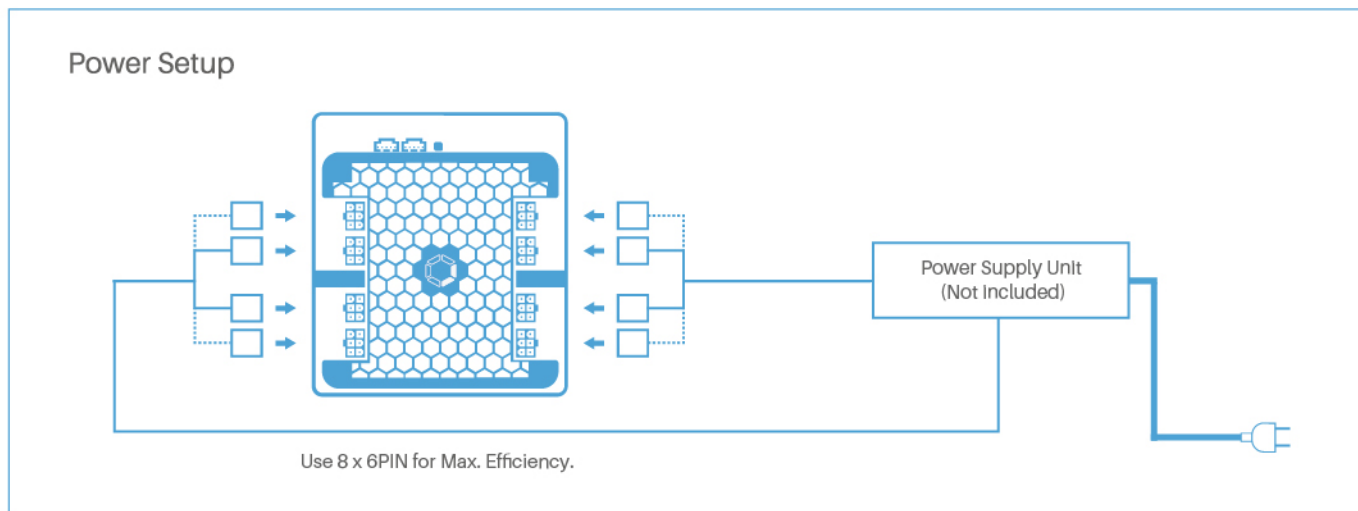 Power Setup
Power Supply Unit
(Not Included)
Use 8 x 6PIN for Max. Efficiency.